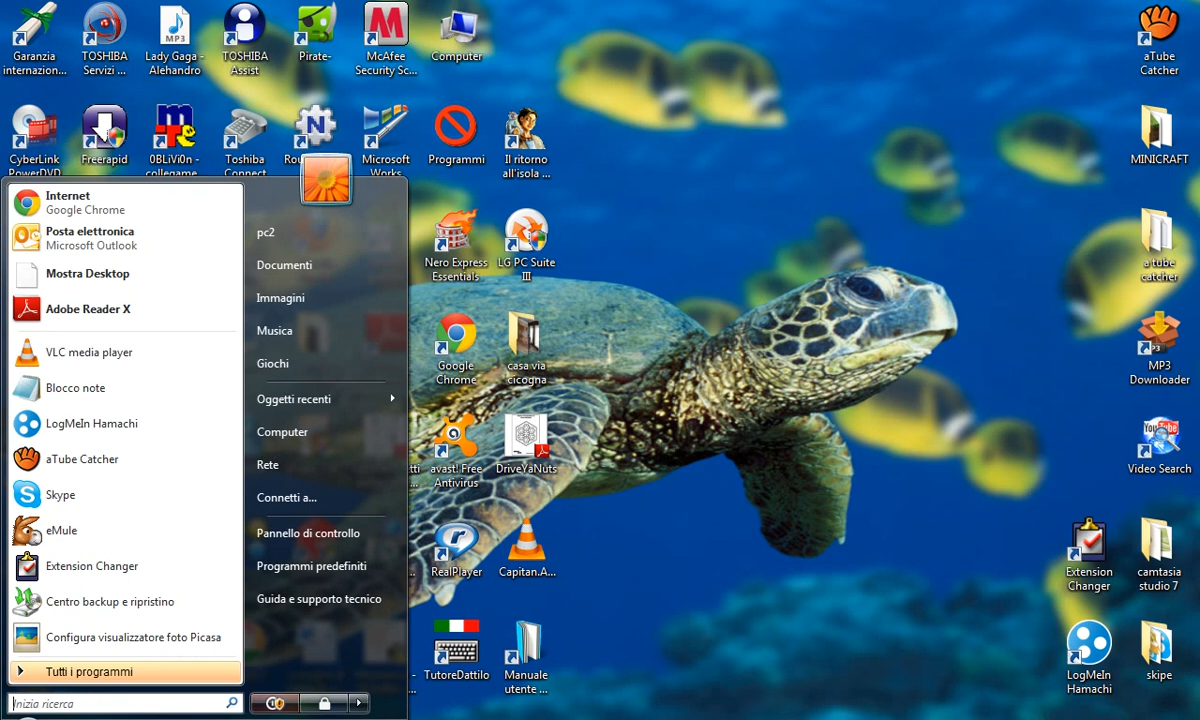 Garanzia
internazion...
TOSHIBA
Servizi ...
MP3
Lady Gaga -
Alehandro
TOSHIBA
Assist
Pirate-
McAfee
Security Sc...
Computer
aTube
Catcher
CyberLink
PowerDVD
Freerapid
0BLiVi0n -
collegame...
Toshiba
Connect
Microsoft
Works
Programmi
Il ritorno
all'isola ...
MINICRAFT
Nero Express
Essentials
LG PC Suite
III
a tube
catcher
Google
Chrome
casa via
cicogna
MP3
Downloader
avast! Free
Antivirus
DriveYaNuts
YouTube
Video Search
RealPlayer
Capitan.A...
Extension
Changer
camtasia
studio 7
TutoreDattilo
Manuale
utente ...
LogMeIn
Hamachi
skipe
Internet
Google Chrome
Posta elettronica
Microsoft Outlook
Mostra Desktop
Adobe Reader X
VLC media player
Blocco note
LogMeIn Hamachi
aTube Catcher
Skype
eMule
Extension Changer
Centro backup e ripristino
Configura visualizzatore foto Picasa
Tutti i programmi
Inizia ricerca
pc2
Documenti
Immagini
Musica
Giochi
Oggetti recenti
Computer
Rete
Connetti a...
Pannello di controllo
Programmi predefiniti
Guida e supporto tecnico